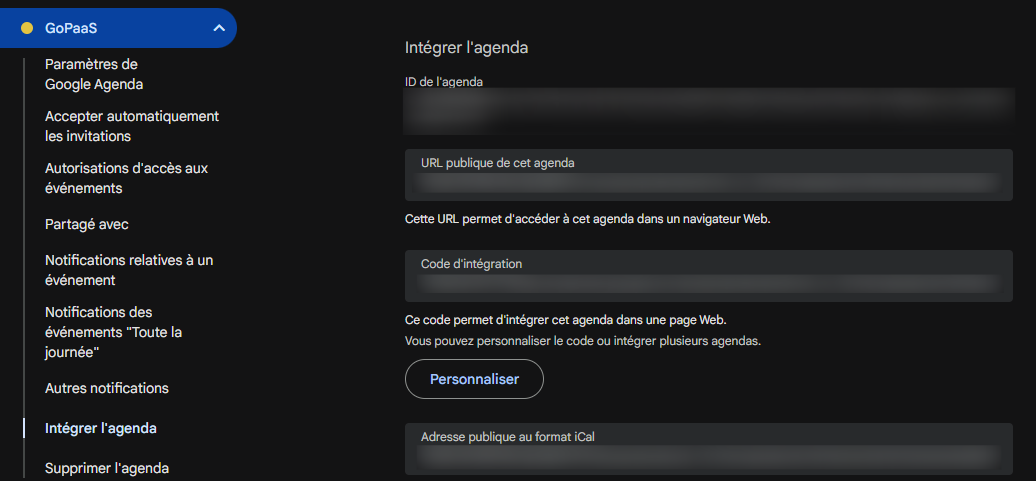 GoPaaS
Paramètres de
Google Agenda
Accepter automatiquement
les invitations
Autorisations d'accès aux
événements
Partagé avec
Notifications relatives à un
événement
Notifications des
événements "Toute la
journée"
Autres notifications
Intégrer l'agenda
Supprimer l'agenda
Intégrer l'agenda
ID de l'agenda
URL publique de cet agenda
Cette URL permet d'accéder à cet agenda dans un navigateur Web.
Code d'intégration
Ce code permet d'intégrer cet agenda dans une page Web.
Vous pouvez personnaliser le code ou intégrer plusieurs agendas.
Personnaliser
Adresse publique au format iCal